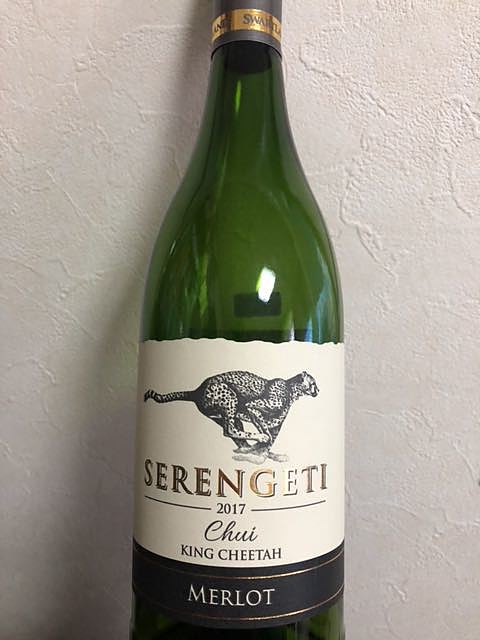 SERENGETI
2017
Chui
KING CHEETAH
MERLOT